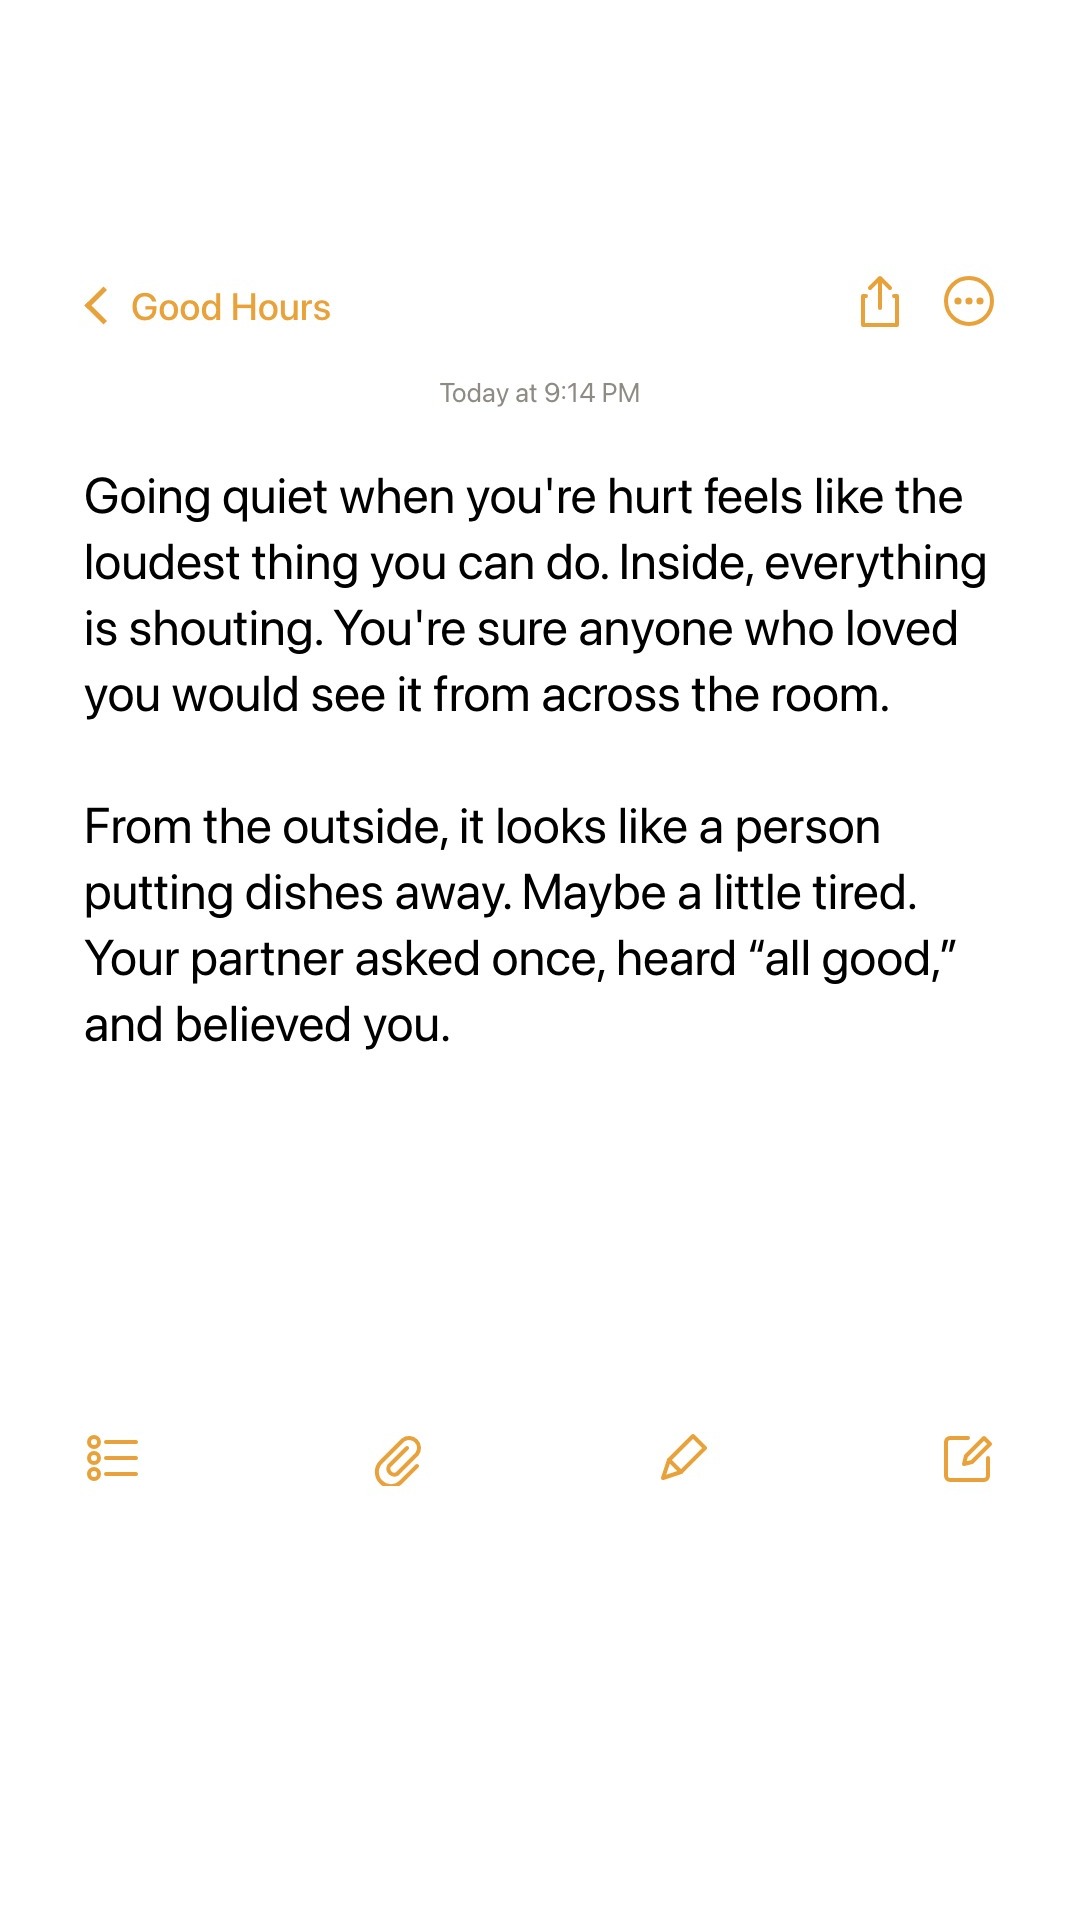 Good Hours
Today at 9:14 PM
Going quiet when you're hurt feels like the
loudest thing you can do. Inside, everything
is shouting. You're sure anyone who loved
you would see it from across the room.
From the outside, it looks like a person
putting dishes away. Maybe a little tired.
Your partner asked once, heard “all good,”
and believed you.